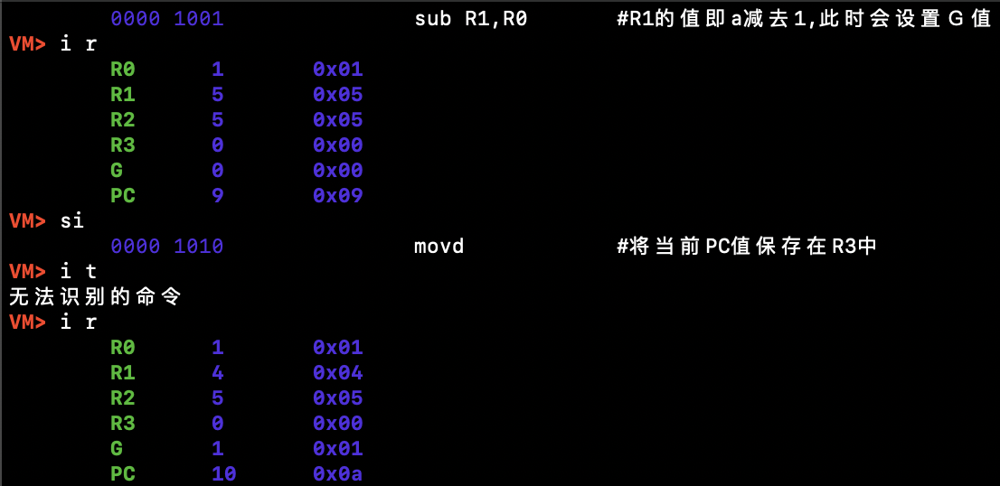 0000 1001 sub R1,R0 #R1的值即a减去1,此时会设置G值
VM> i r
R0 1 0x01
R1 5 0x05
R2 5 0x05
R3 0 0x00
G 0 0x00
PC 9 0x09
VM> si
0000 1010 movd #将当前PC值保存在R3中
VM> i t
无法识别的命令
VM> i r
R0 1 0x01
R1 4 0x04
R2 5 0x05
R3 0 0x00
G 1 0x01
PC 10 0x0a